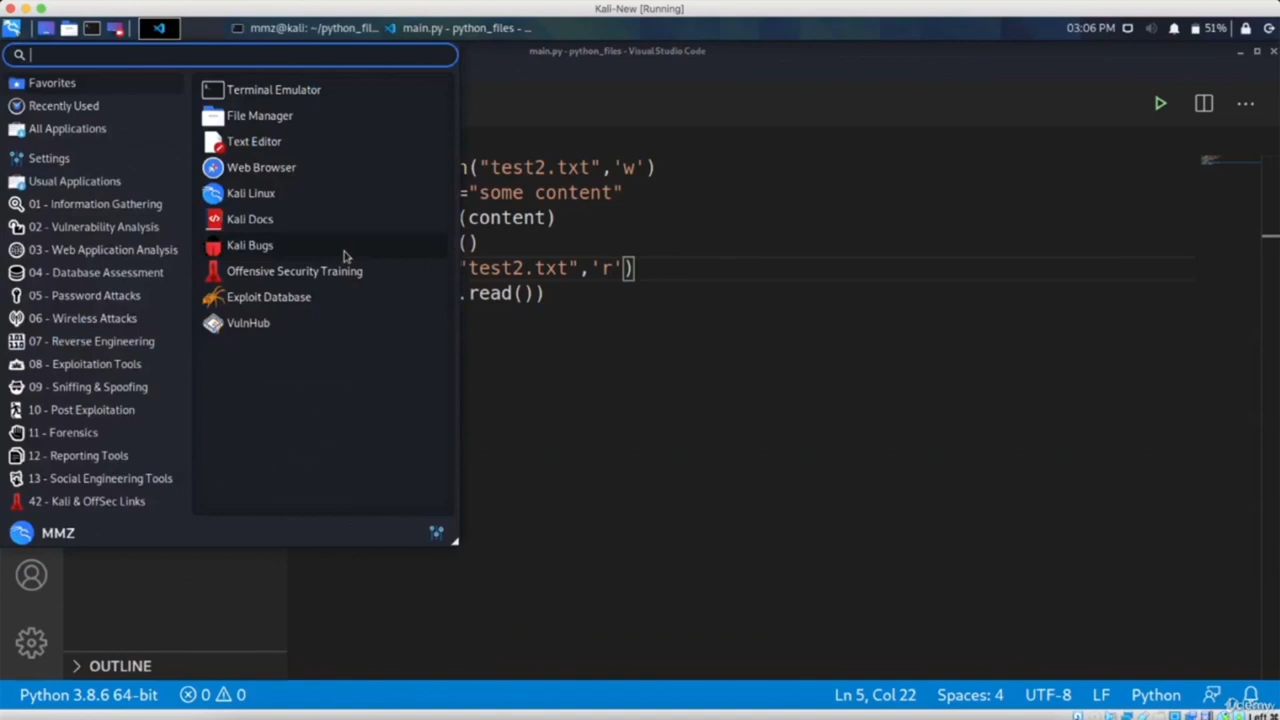 Kali-New [Running]
mmz@kali: ~/python_fil...
main.py - python_files - ...
03:06 PM
51%
main.py - python_files - Visual Studio Code
Favorites
Recently Used
All Applications
Settings
Usual Applications
01 - Information Gathering
02 - Vulnerability Analysis
03 - Web Application Analysis
04 - Database Assessment
05 - Password Attacks
06 - Wireless Attacks
07 - Reverse Engineering
08 - Exploitation Tools
09 - Sniffing & Spoofing
10 - Post Exploitation
11 - Forensics
12 - Reporting Tools
13 - Social Engineering Tools
42 - Kali & OffSec Links
MMZ
Terminal Emulator
File Manager
Text Editor
Web Browser
Kali Linux
Kali Docs
Kali Bugs
Offensive Security Training
Exploit Database
VulnHub
n("test2.txt",'w')
="some content"
(content)
()
"test2.txt",'r')
.read())
OUTLINE
Python 3.8.6 64-bit
0
0
Ln 5, Col 22
Spaces: 4
UTF-8
LF
Python
Udemy
Left ⌘